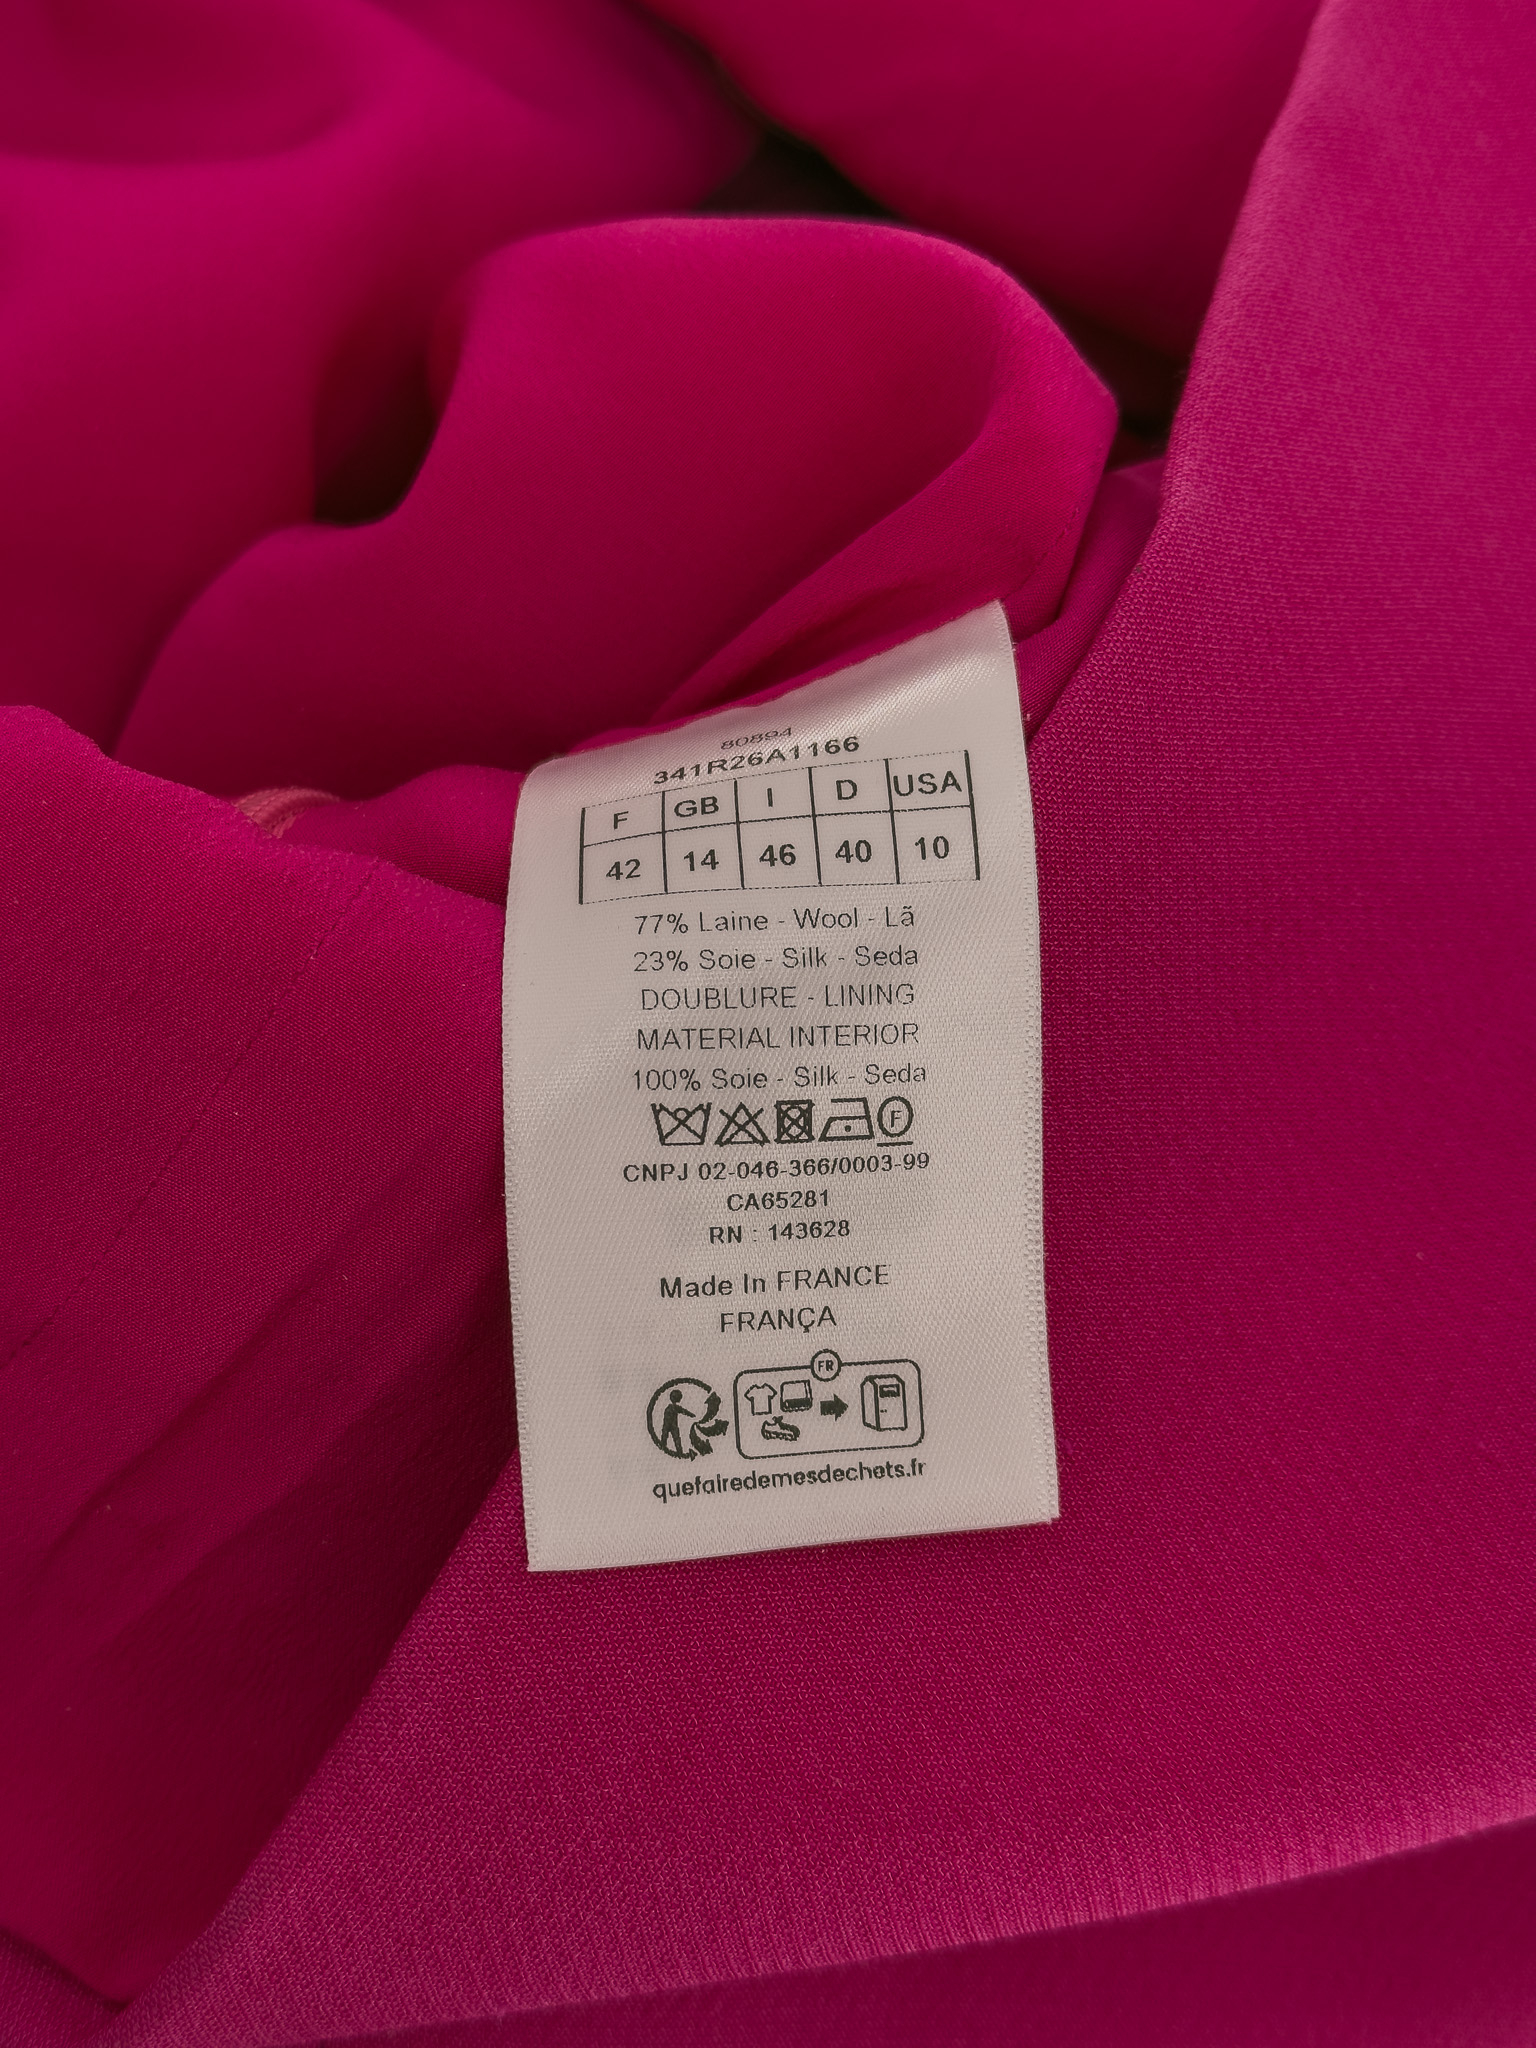 80894
341R26A1166
F GB I D USA
42 14 46 40 10
77% Laine - Wool - Lã
23% Soie - Silk - Seda
DOUBLURE - LINING
MATERIAL INTERIOR
100% Soie - Silk - Seda
F
CNPJ 02-046-366/0003-99
CA65281
RN : 143628
Made In FRANCE
FRANÇA
FR
quefairedemesdechets.fr